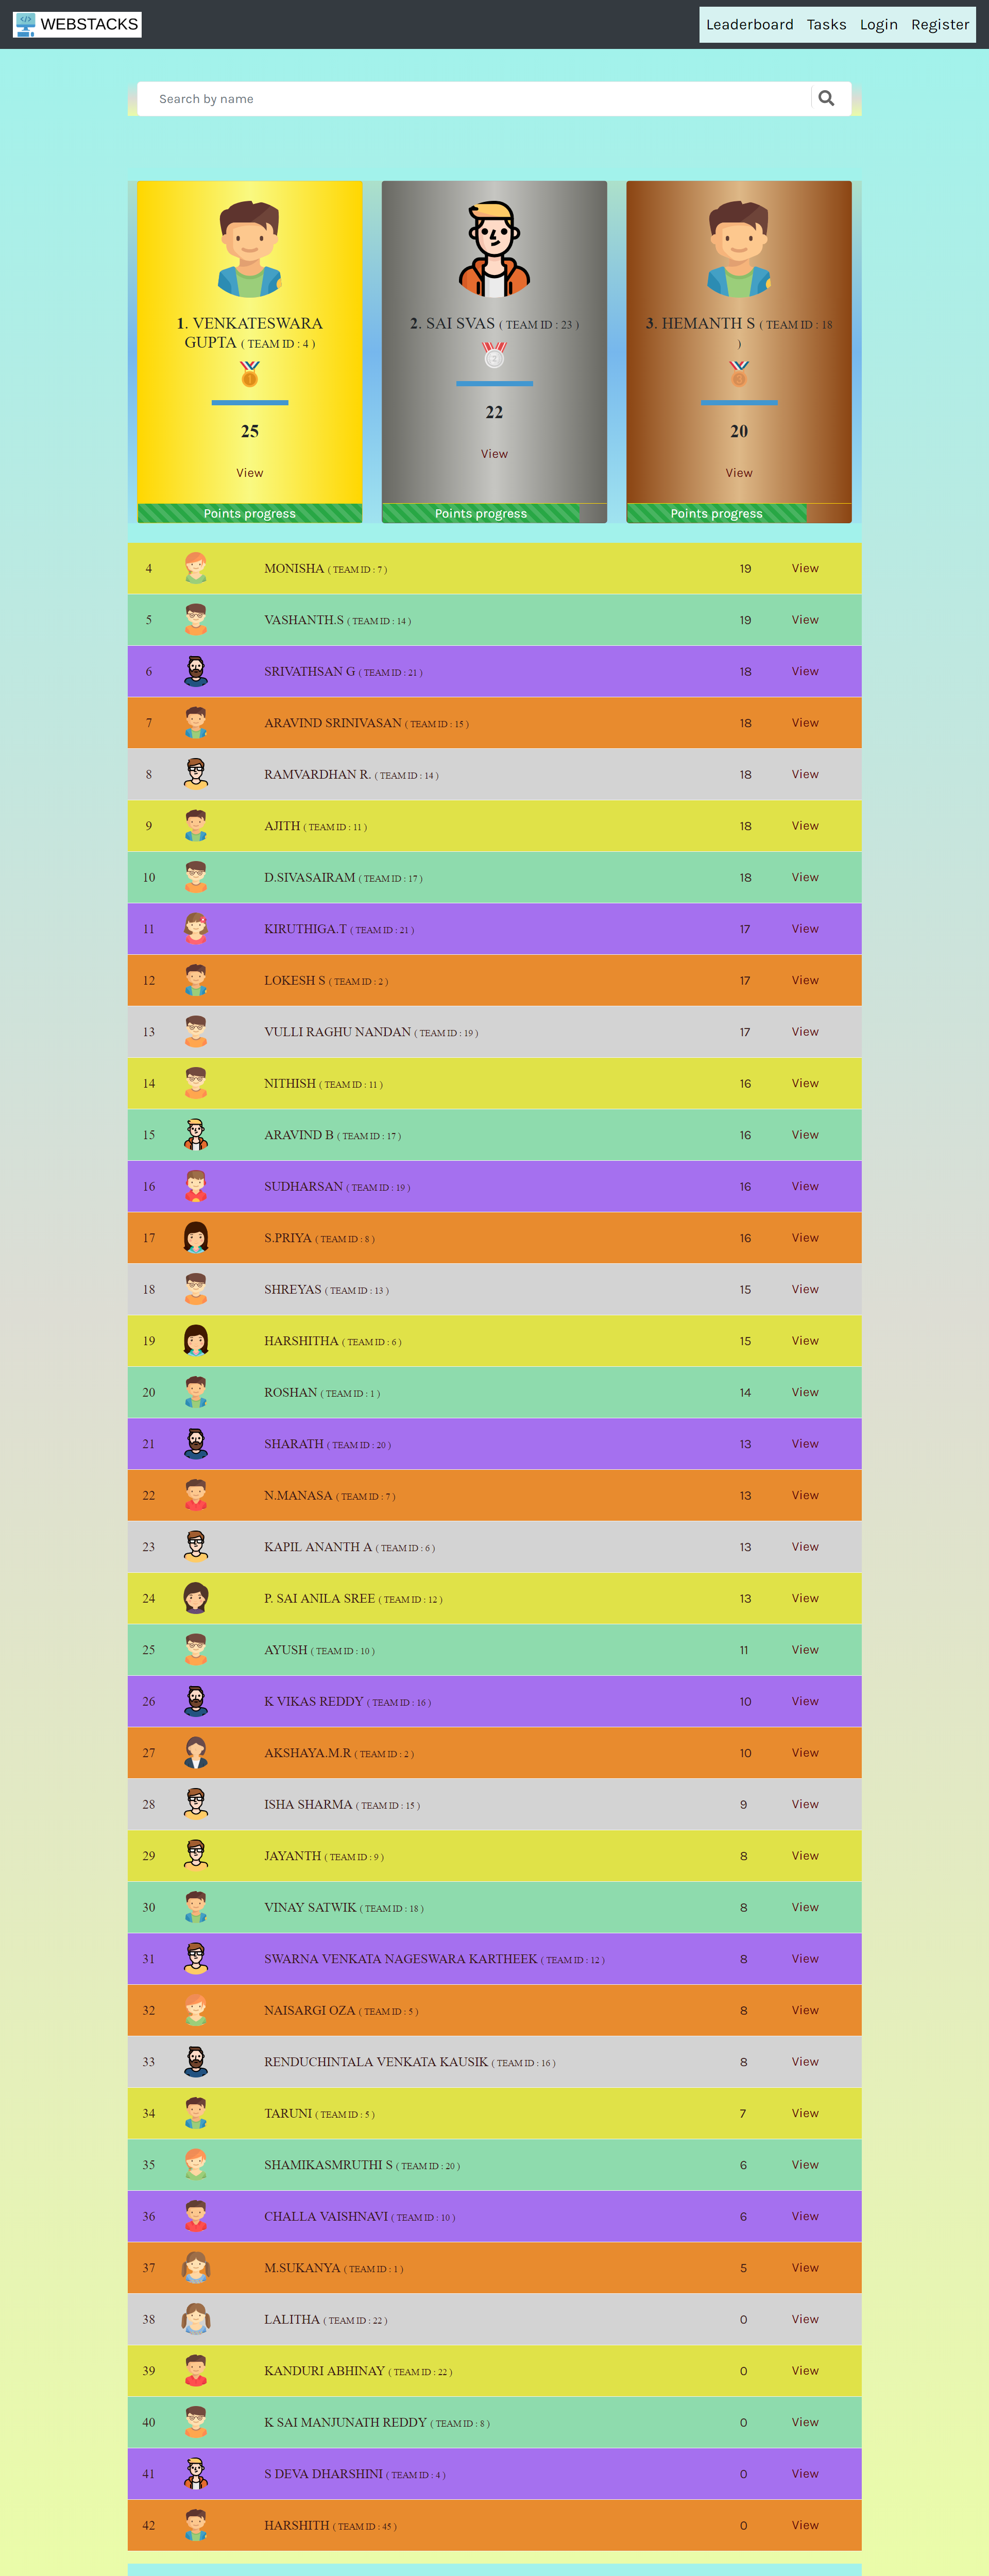 WEBSTACKS
Leaderboard Tasks Login Register
Search by name
1. VENKATESWARA
GUPTA ( TEAM ID : 4 )
1
25
View
Points progress
2. SAI SVAS ( TEAM ID : 23 )
2
22
View
Points progress
3. HEMANTH S ( TEAM ID : 18
)
3
20
View
Points progress
4 MONISHA ( TEAM ID : 7 ) 19 View
5 VASHANTH.S ( TEAM ID : 14 ) 19 View
6 SRIVATHSAN G ( TEAM ID : 21 ) 18 View
7 ARAVIND SRINIVASAN ( TEAM ID : 15 ) 18 View
8 RAMVARDHAN R. ( TEAM ID : 14 ) 18 View
9 AJITH ( TEAM ID : 11 ) 18 View
10 D.SIVASAIRAM ( TEAM ID : 17 ) 18 View
11 KIRUTHIGA.T ( TEAM ID : 21 ) 17 View
12 LOKESH S ( TEAM ID : 2 ) 17 View
13 VULLI RAGHU NANDAN ( TEAM ID : 19 ) 17 View
14 NITHISH ( TEAM ID : 11 ) 16 View
15 ARAVIND B ( TEAM ID : 17 ) 16 View
16 SUDHARSAN ( TEAM ID : 19 ) 16 View
17 S.PRIYA ( TEAM ID : 8 ) 16 View
18 SHREYAS ( TEAM ID : 13 ) 15 View
19 HARSHITHA ( TEAM ID : 6 ) 15 View
20 ROSHAN ( TEAM ID : 1 ) 14 View
21 SHARATH ( TEAM ID : 20 ) 13 View
22 N.MANASA ( TEAM ID : 7 ) 13 View
23 KAPIL ANANTH A ( TEAM ID : 6 ) 13 View
24 P. SAI ANILA SREE ( TEAM ID : 12 ) 13 View
25 AYUSH ( TEAM ID : 10 ) 11 View
26 K VIKAS REDDY ( TEAM ID : 16 ) 10 View
27 AKSHAYA.M.R ( TEAM ID : 2 ) 10 View
28 ISHA SHARMA ( TEAM ID : 15 ) 9 View
29 JAYANTH ( TEAM ID : 9 ) 8 View
30 VINAY SATWIK ( TEAM ID : 18 ) 8 View
31 SWARNA VENKATA NAGESWARA KARTHEEK ( TEAM ID : 12 ) 8 View
32 NAISARGI OZA ( TEAM ID : 5 ) 8 View
33 RENDUCHINTALA VENKATA KAUSIK ( TEAM ID : 16 ) 8 View
34 TARUNI ( TEAM ID : 5 ) 7 View
35 SHAMIKASMRUTHI S ( TEAM ID : 20 ) 6 View
36 CHALLA VAISHNAVI ( TEAM ID : 10 ) 6 View
37 M.SUKANYA ( TEAM ID : 1 ) 5 View
38 LALITHA ( TEAM ID : 22 ) 0 View
39 KANDURI ABHINAY ( TEAM ID : 22 ) 0 View
40 K SAI MANJUNATH REDDY ( TEAM ID : 8 ) 0 View
41 S DEVA DHARSHINI ( TEAM ID : 4 ) 0 View
42 HARSHITH ( TEAM ID : 45 ) 0 View